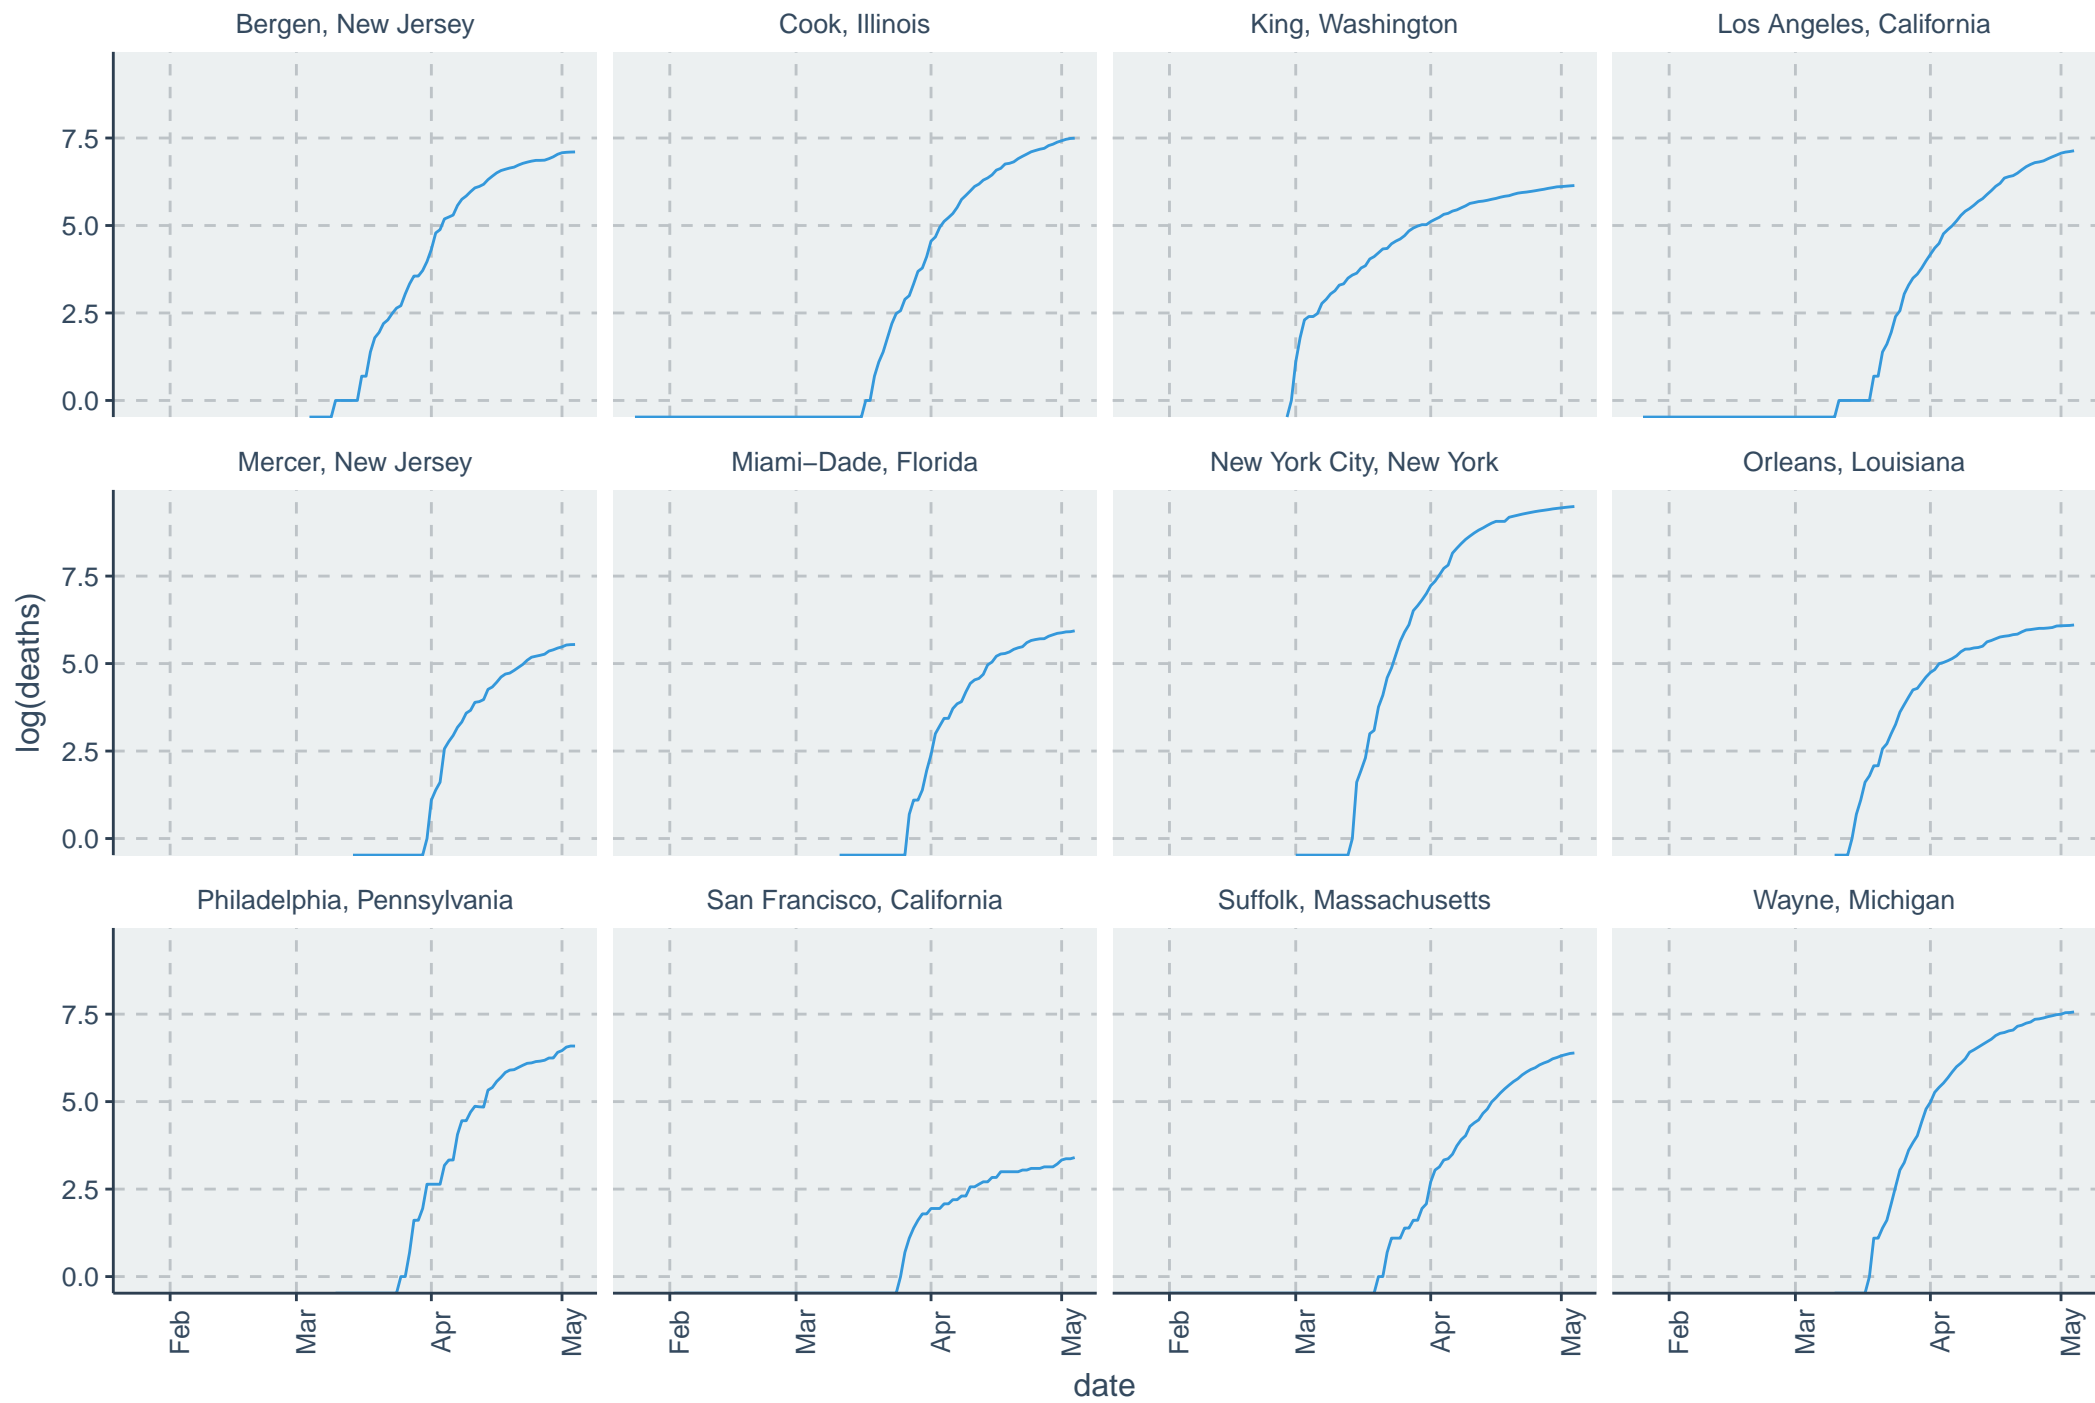 Bergen, New Jersey
Cook, Illinois
King, Washington
Los Angeles, California
7.5
5.0
2.5
0.0
Mercer, New Jersey
Miami−Dade, Florida
New York City, New York
Orleans, Louisiana
7.5
5.0
2.5
0.0
log(deaths)
Philadelphia, Pennsylvania
San Francisco, California
Suffolk, Massachusetts
Wayne, Michigan
7.5
5.0
2.5
0.0
Feb
Mar
Apr
May
Feb
Mar
Apr
May
Feb
Mar
Apr
May
Feb
Mar
Apr
May
date